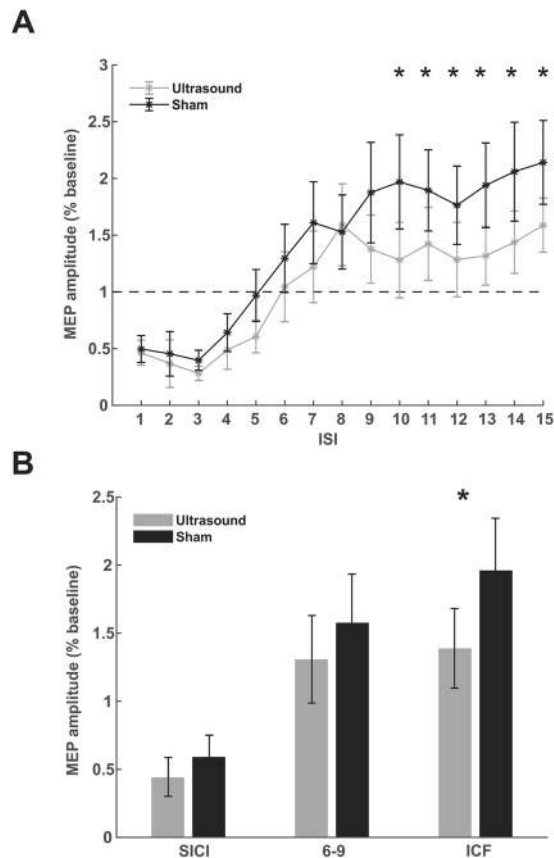 A
MEP amplitude (% baseline)
3
2.5
2
1.5
1
0.5
0
Ultrasound
Sham
* * * * * *
1 2 3 4 5 6 7 8 9 10 11 12 13 14 15
ISI
B
MEP amplitude (% baseline)
2.5
2
1.5
1
0.5
0
Ultrasound
Sham
*
SICI 6-9 ICF